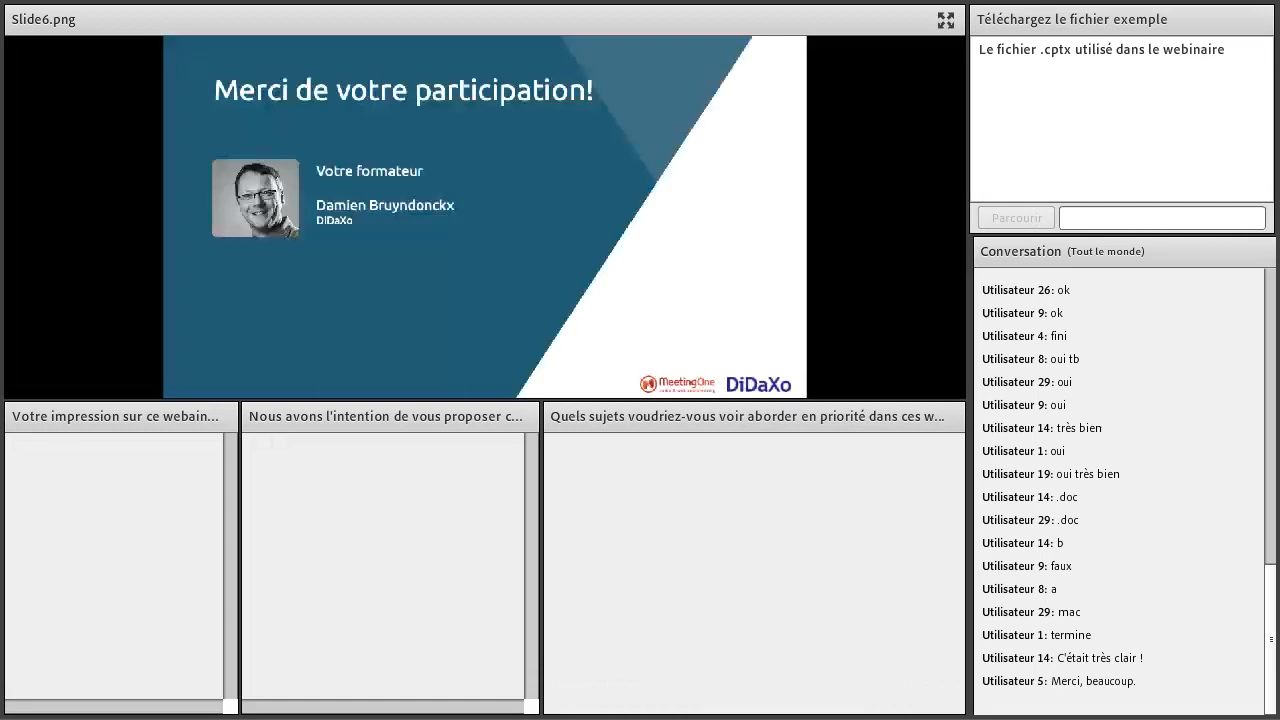 Slide6.png
Merci de votre participation!
Votre formateur
Damien Bruyndonckx
DiDaXo
MeetingOne
DiDaXo
Téléchargez le fichier exemple
Le fichier .cptx utilisé dans le webinaire
Parcourir
Conversation (Tout le monde)
Utilisateur 26: ok
Utilisateur 9: ok
Utilisateur 4: fini
Utilisateur 8: oui tb
Utilisateur 29: oui
Utilisateur 9: oui
Utilisateur 14: très bien
Utilisateur 1: oui
Utilisateur 19: oui très bien
Utilisateur 14: .doc
Utilisateur 29: .doc
Utilisateur 14: b
Utilisateur 9: faux
Utilisateur 8: a
Utilisateur 29: mac
Utilisateur 1: termine
Utilisateur 14: C'était très clair !
Utilisateur 5: Merci, beaucoup.
Votre impression sur ce webain...
Nous avons l'intention de vous proposer c...
Quels sujets voudriez-vous voir aborder en priorité dans ces w...